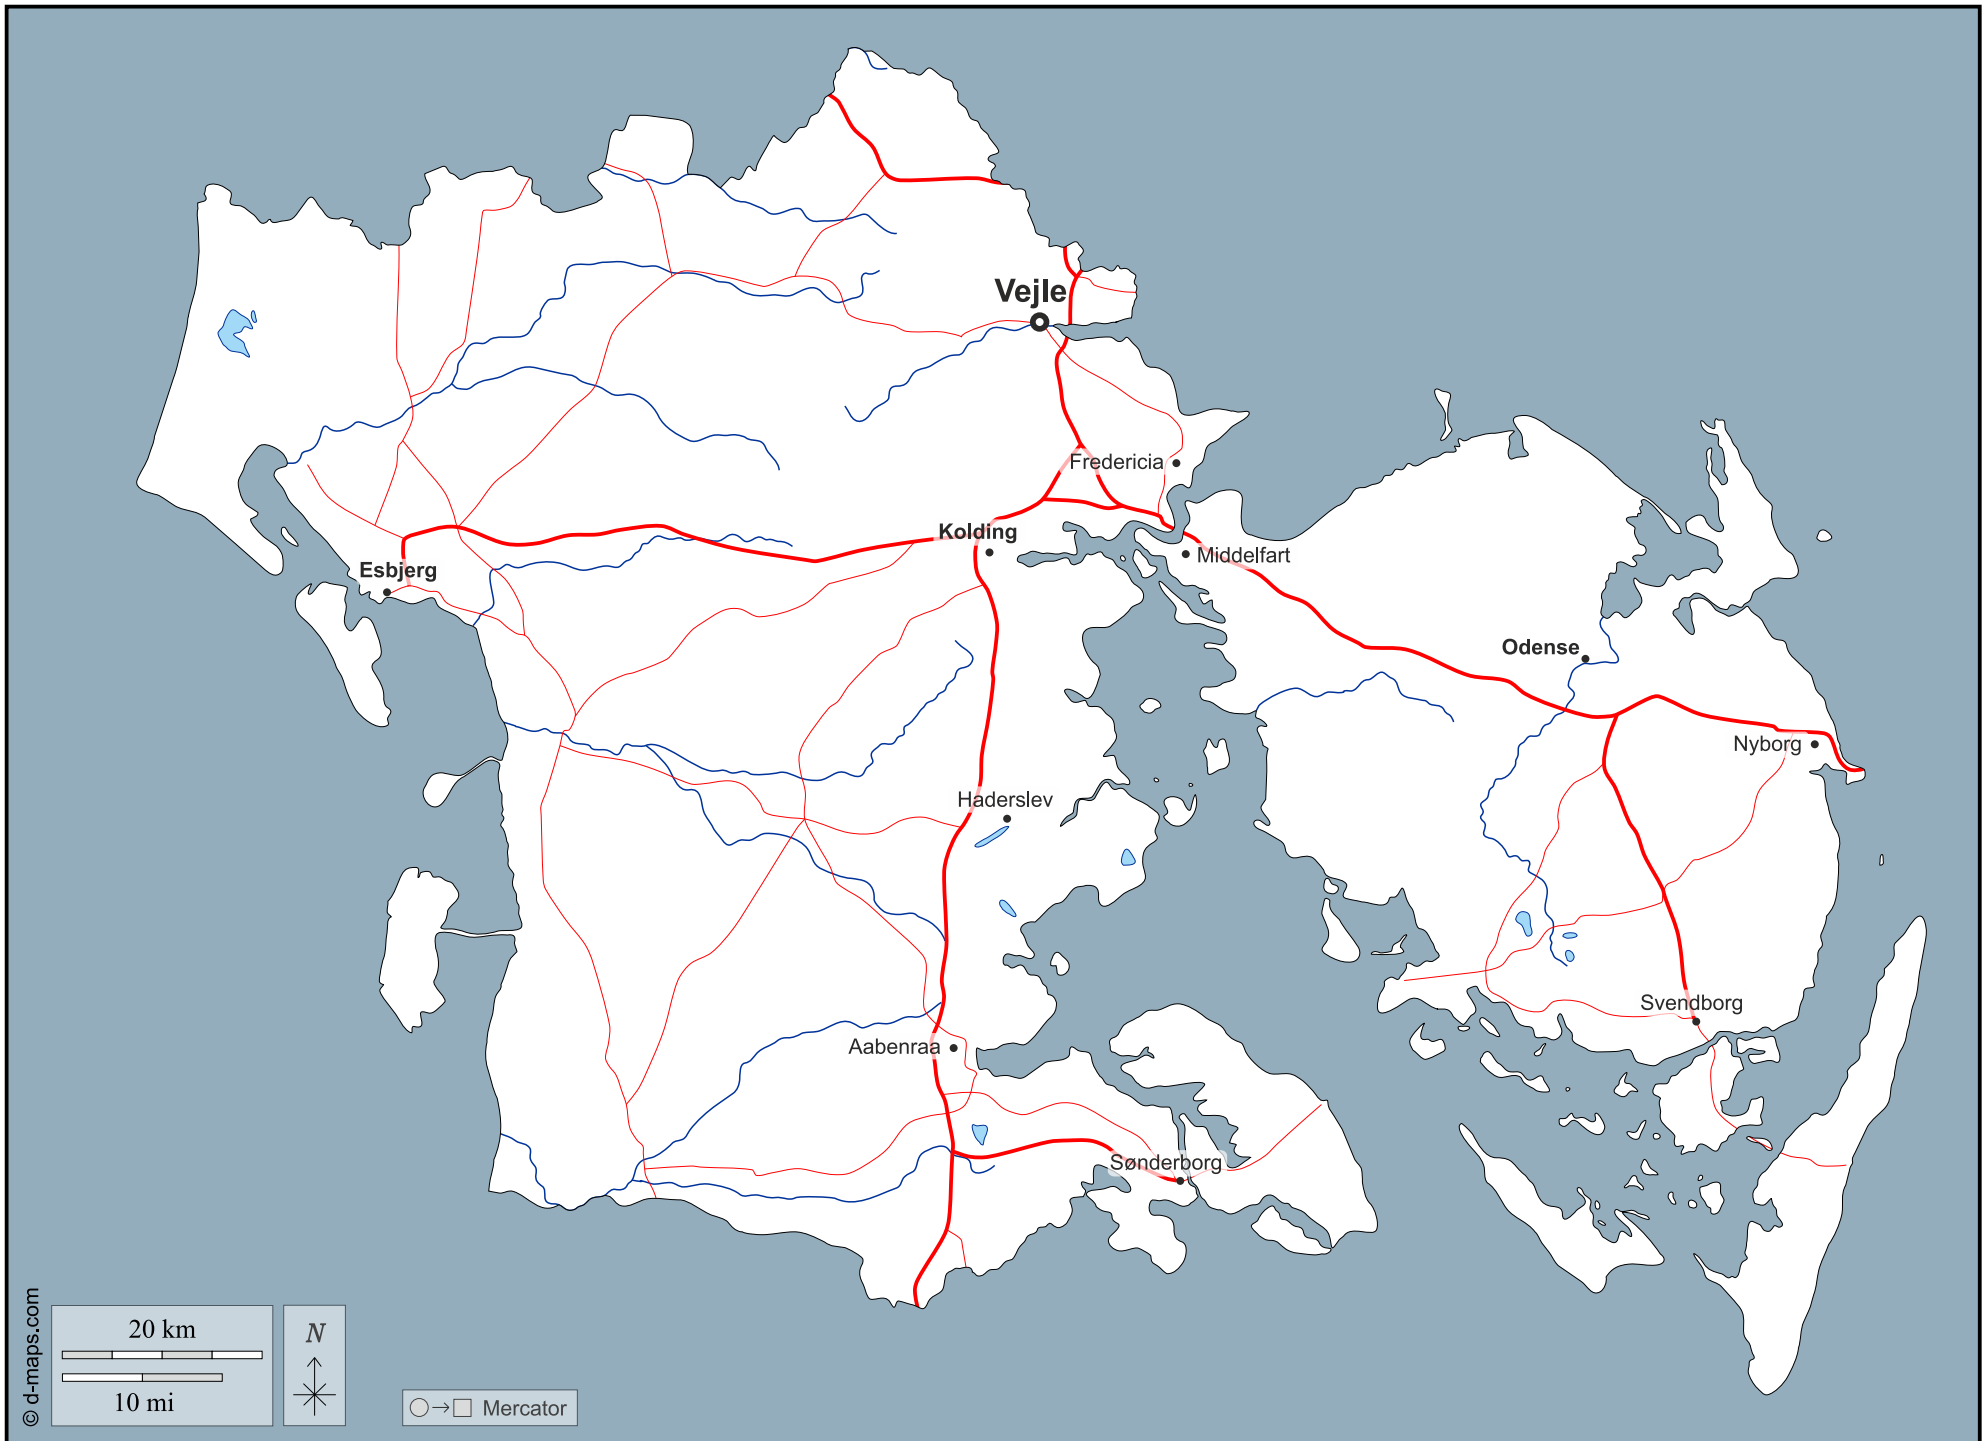 Vejle
Fredericia
Kolding
Middelfart
Esbjerg
Odense
Nyborg
Haderslev
Svendborg
Aabenraa
Sønderborg
20 km
10 mi
N
Mercator
© d-maps.com